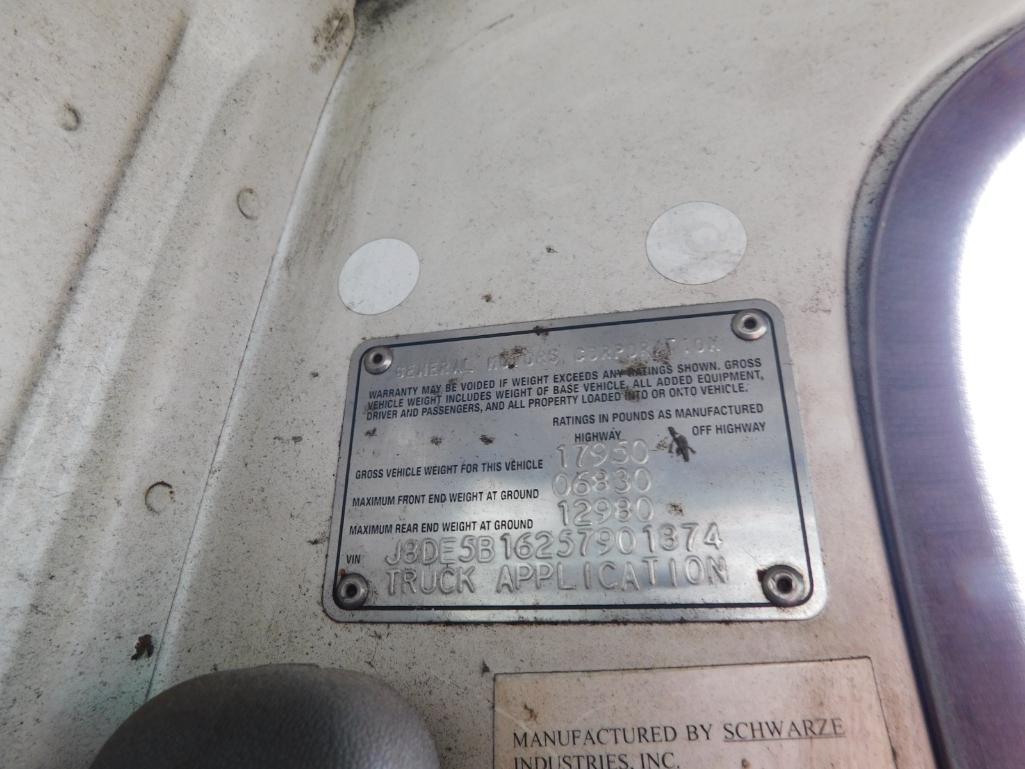 GENERAL MOTORS CORPORATION
WARRANTY MAY BE VOIDED IF WEIGHT EXCEEDS ANY RATINGS SHOWN. GROSS
VEHICLE WEIGHT INCLUDES WEIGHT OF BASE VEHICLE, ALL ADDED EQUIPMENT,
DRIVER AND PASSENGERS, AND ALL PROPERTY LOADED INTO OR ONTO VEHICLE.
RATINGS IN POUNDS AS MANUFACTURED
HIGHWAY OFF HIGHWAY
GROSS VEHICLE WEIGHT FOR THIS VEHICLE 17950
MAXIMUM FRONT END WEIGHT AT GROUND 06830
MAXIMUM REAR END WEIGHT AT GROUND 12980
VIN J8DE5B16257901874
TRUCK APPLICATION
MANUFACTURED BY SCHWARZE
INDUSTRIES, INC.